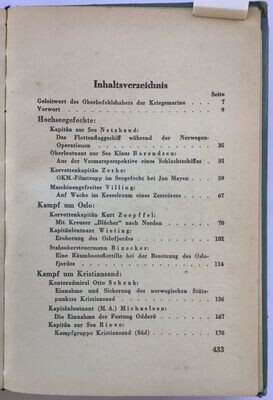 Inhaltsverzeichnis
Seite
Geleitwort des Oberbefehlshabers der Kriegsmarine . . . 7
Vorwort . . . 9
Hochseegefechte:
Kapitän zur See Netzband:
Das Flottenflaggschiff während der Norwegen-
Operationen . . . 35
Oberleutnant zur See Klaus Berendsen:
Aus der Vormarsperspektive eines Schlachtschiffes . 51
Korvettenkapitän Zerbs:
OKM-Filmtrupp im Seegefecht bei Jan Mayen . . 59
Maschinengefreiter Villing:
Auf Wache im Kesselraum eines Zerstörers . . . 67
Kampf um Oslo:
Korvettenkapitän Kurt Zoepffel:
Mit Kreuzer „Blücher" nach Norden . . . 70
Kapitänleutnant Wieting:
Eroberung des Oslofjordes . . . 102
Stabsobersteuermann Rixecker:
Eine Räumbootsflottille bei der Besetzung des Oslo-
fjordes . . . 114
Kampf um Kristiansand:
Konteradmiral Otto Schenk:
Einnahme und Sicherung des norwegischen Stütz-
punktes Kristiansand . . . 136
Kapitänleutnant (M. A.) Michaelsen:
Die Einnahme der Festung Odderö . . . 167
Kapitän zur See Rieve:
Kampfgruppe Kristiansand (Süd) . . . 176
433